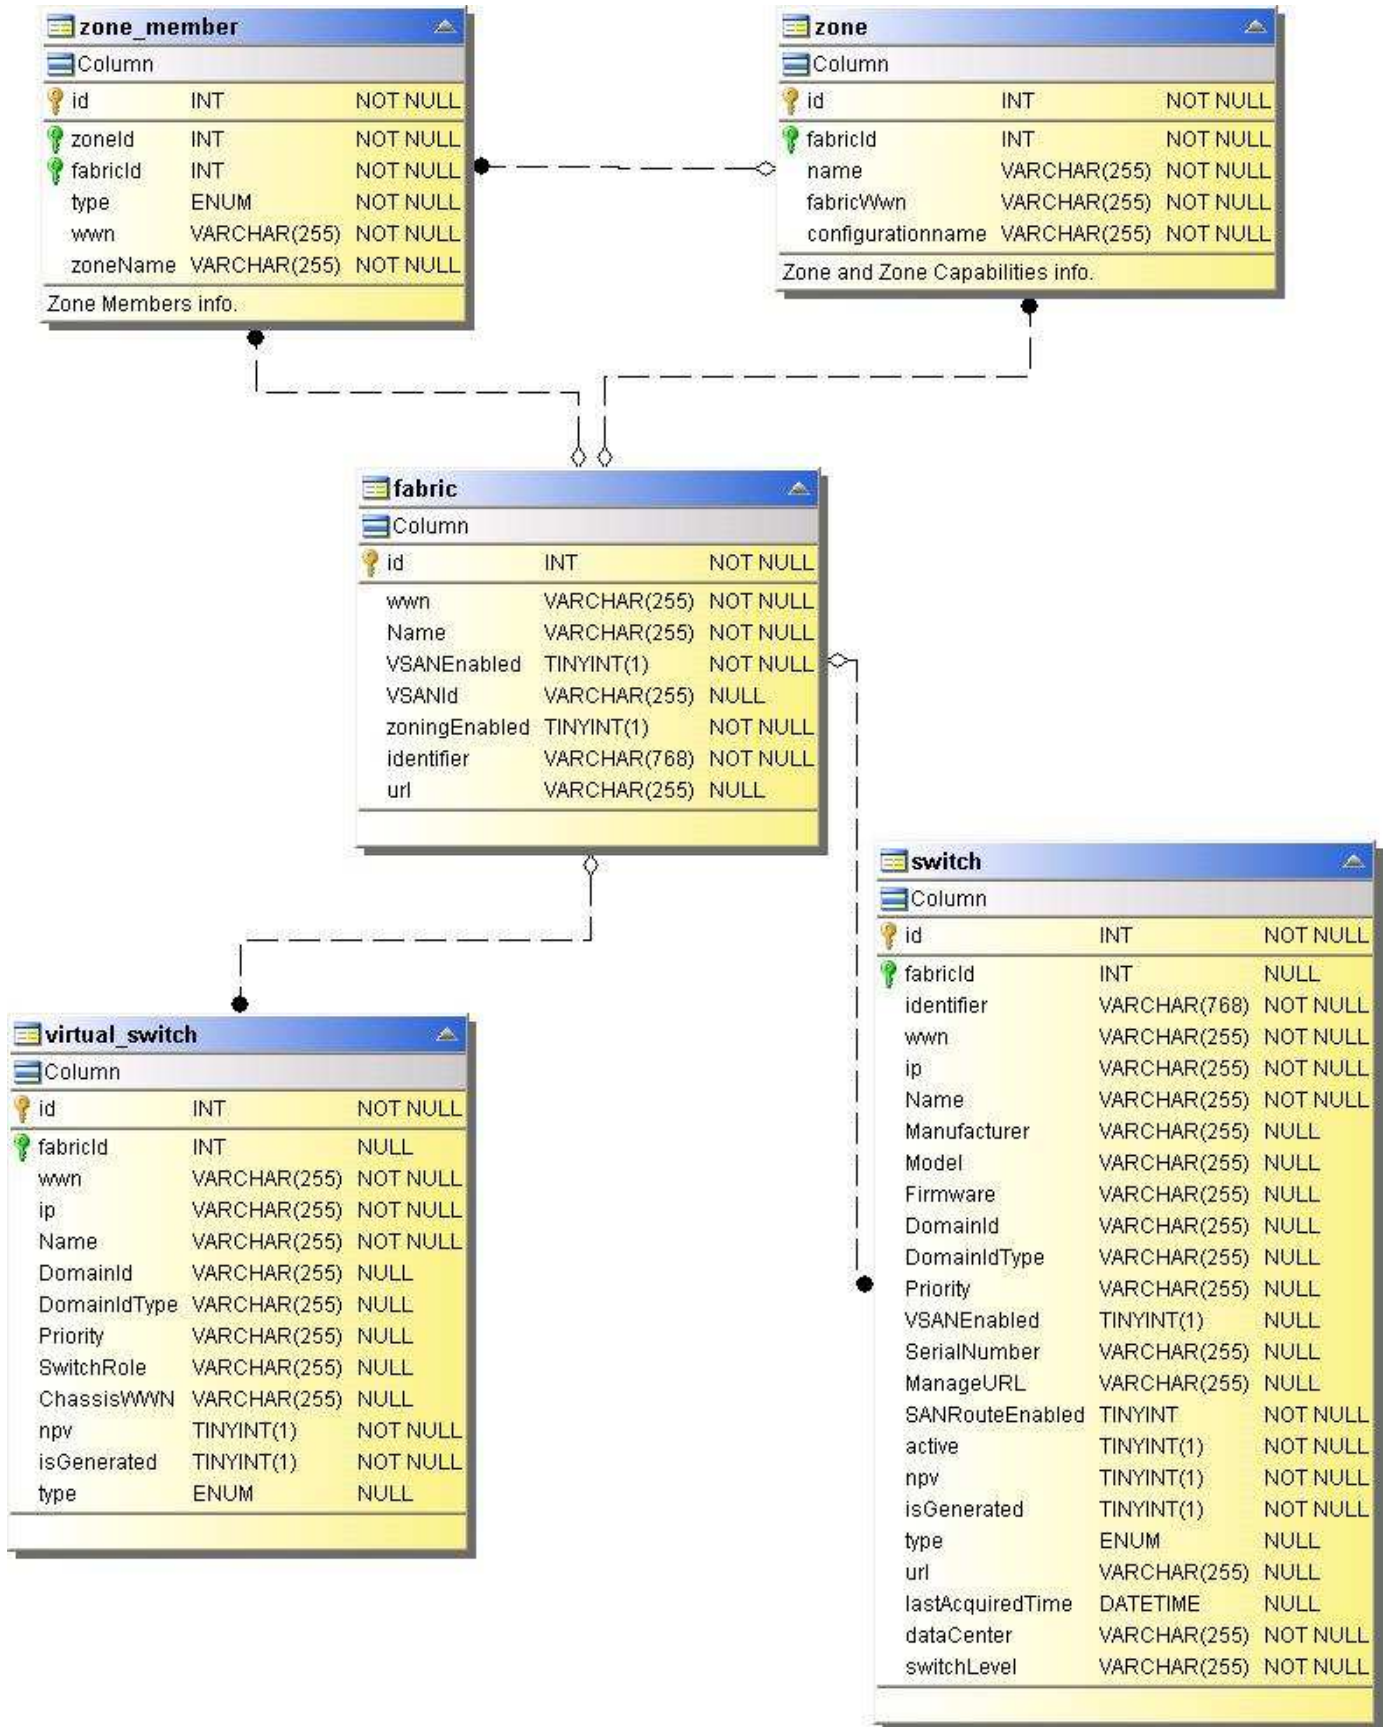 zone_member
Column
id INT NOT NULL
zoneId INT NOT NULL
fabricId INT NOT NULL
type ENUM NOT NULL
wwn VARCHAR(255) NOT NULL
zoneName VARCHAR(255) NOT NULL
Zone Members info.
zone
Column
id INT NOT NULL
fabricId INT NOT NULL
name VARCHAR(255) NOT NULL
fabricWwn VARCHAR(255) NOT NULL
configurationname VARCHAR(255) NOT NULL
Zone and Zone Capabilities info.
fabric
Column
id INT NOT NULL
wwn VARCHAR(255) NOT NULL
Name VARCHAR(255) NOT NULL
VSANEnabled TINYINT(1) NOT NULL
VSANId VARCHAR(255) NULL
zoningEnabled TINYINT(1) NOT NULL
identifier VARCHAR(768) NOT NULL
url VARCHAR(255) NULL
switch
Column
id INT NOT NULL
fabricId INT NULL
identifier VARCHAR(768) NOT NULL
wwn VARCHAR(255) NOT NULL
ip VARCHAR(255) NOT NULL
Name VARCHAR(255) NOT NULL
Manufacturer VARCHAR(255) NULL
Model VARCHAR(255) NULL
Firmware VARCHAR(255) NULL
DomainId VARCHAR(255) NULL
DomainIdType VARCHAR(255) NULL
Priority VARCHAR(255) NULL
VSANEnabled TINYINT(1) NULL
SerialNumber VARCHAR(255) NULL
ManageURL VARCHAR(255) NULL
SANRouteEnabled TINYINT NOT NULL
active TINYINT(1) NOT NULL
npv TINYINT(1) NOT NULL
isGenerated TINYINT(1) NOT NULL
type ENUM NULL
url VARCHAR(255) NULL
lastAcquiredTime DATETIME NULL
dataCenter VARCHAR(255) NOT NULL
switchLevel VARCHAR(255) NOT NULL
virtual_switch
Column
id INT NOT NULL
fabricId INT NULL
wwn VARCHAR(255) NOT NULL
ip VARCHAR(255) NOT NULL
Name VARCHAR(255) NOT NULL
DomainId VARCHAR(255) NULL
DomainIdType VARCHAR(255) NULL
Priority VARCHAR(255) NULL
SwitchRole VARCHAR(255) NULL
ChassisWWN VARCHAR(255) NULL
npv TINYINT(1) NOT NULL
isGenerated TINYINT(1) NOT NULL
type ENUM NULL